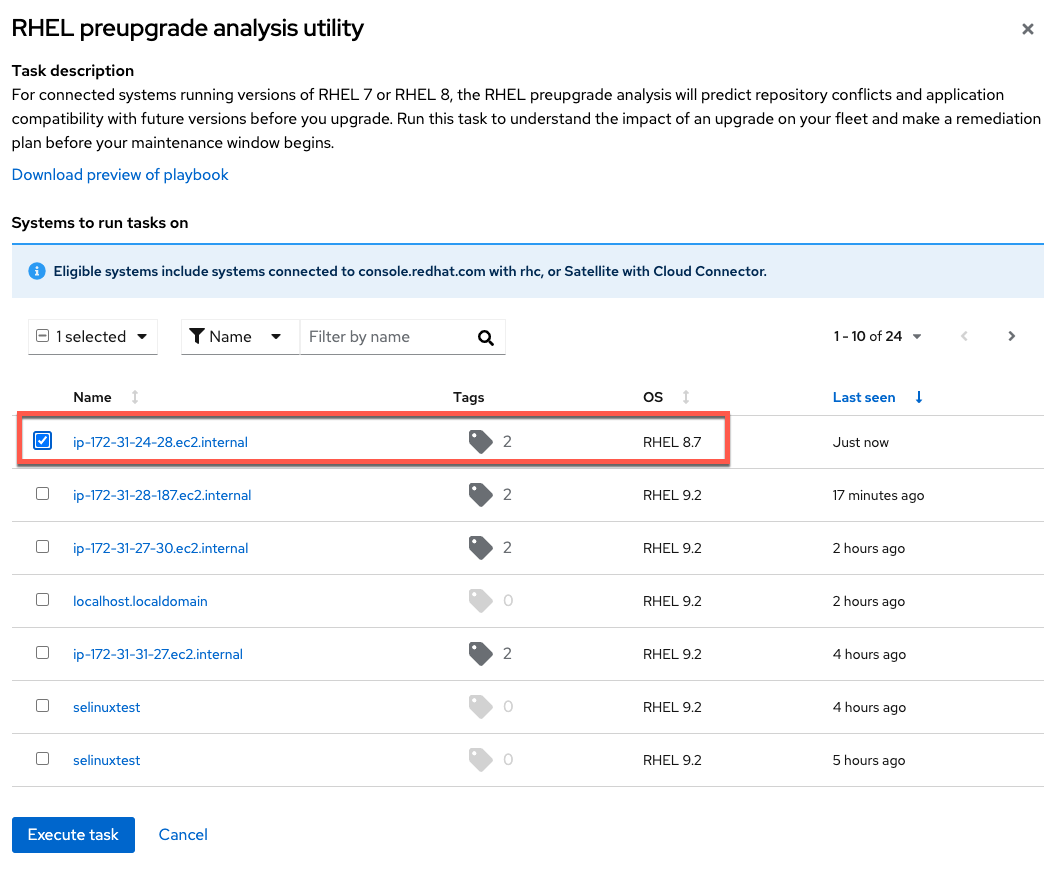 RHEL preupgrade analysis utility
Task description
For connected systems running versions of RHEL 7 or RHEL 8, the RHEL preupgrade analysis will predict repository conflicts and application
compatibility with future versions before you upgrade. Run this task to understand the impact of an upgrade on your fleet and make a remediation
plan before your maintenance window begins.
Download preview of playbook
Systems to run tasks on
Eligible systems include systems connected to console.redhat.com with rhc, or Satellite with Cloud Connector.
1 selected Name Filter by name 1 - 10 of 24
Name Tags OS Last seen
ip-172-31-24-28.ec2.internal 2 RHEL 8.7 Just now
ip-172-31-28-187.ec2.internal 2 RHEL 9.2 17 minutes ago
ip-172-31-27-30.ec2.internal 2 RHEL 9.2 2 hours ago
localhost.localdomain 0 RHEL 9.2 2 hours ago
ip-172-31-31-27.ec2.internal 2 RHEL 9.2 4 hours ago
selinuxtest 0 RHEL 9.2 4 hours ago
selinuxtest 0 RHEL 9.2 5 hours ago
Execute task Cancel